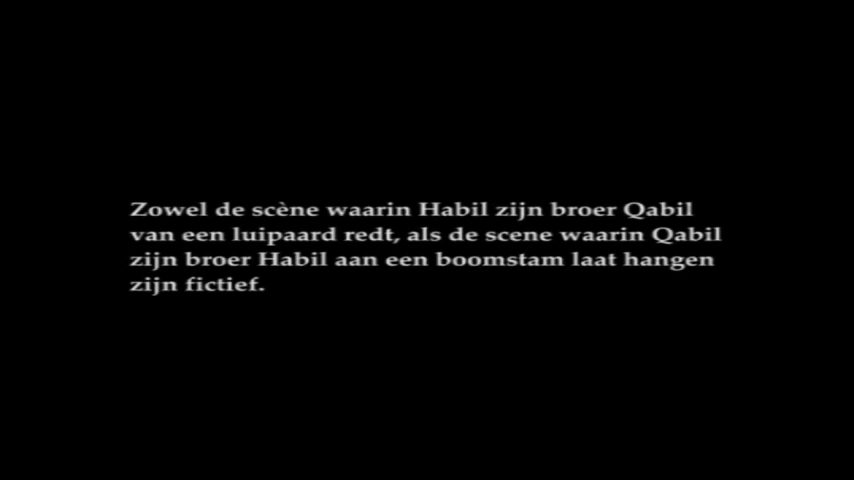 Zowel de scène waarin Habil zijn broer Qabil
van een luipaard redt, als de scene waarin Qabil
zijn broer Habil aan een boomstam laat hangen
zijn fictief.